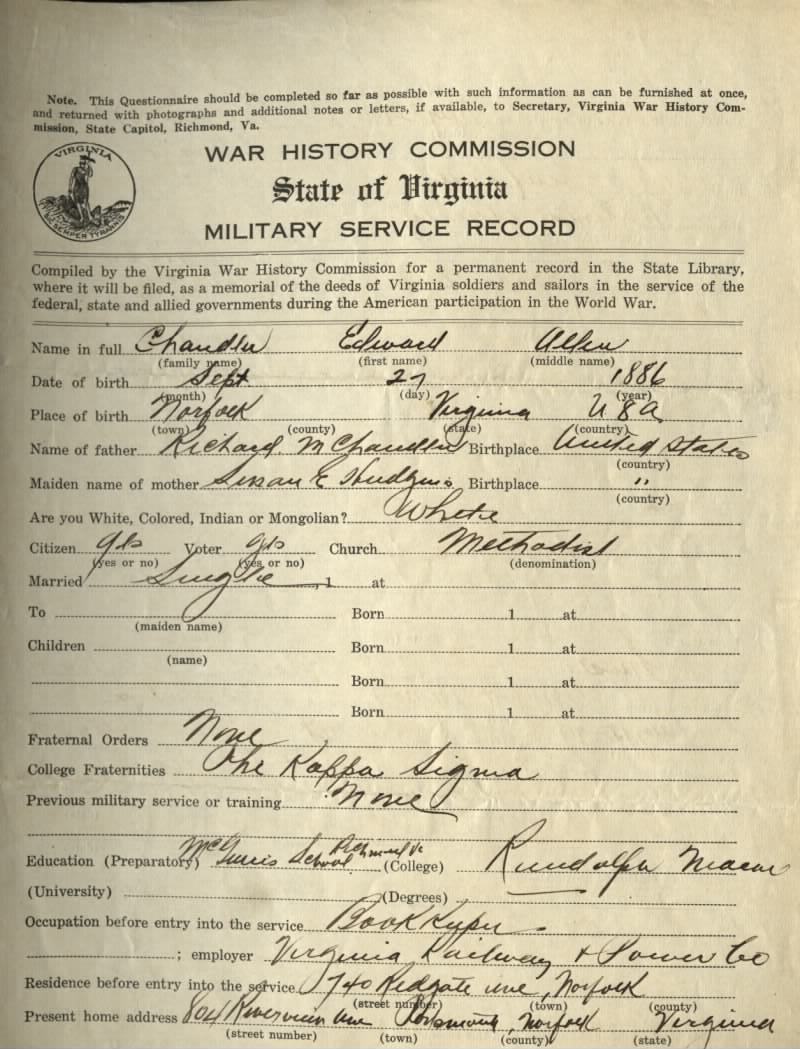 Note. This Questionnaire should be completed so far as possible with such information as can be furnished at once,
and returned with photographs and additional notes or letters, if available, to Secretary, Virginia War History Com-
mission, State Capitol, Richmond, Va.
VIRGINIA
SIC SEMPER TYRANNIS
WAR HISTORY COMMISSION
State of Virginia
MILITARY SERVICE RECORD
Compiled by the Virginia War History Commission for a permanent record in the State Library,
where it will be filed, as a memorial of the deeds of Virginia soldiers and sailors in the service of the
federal, state and allied governments during the American participation in the World War.
Name in full Chandler Edward Allen
(family name) (first name) (middle name)
Date of birth Sept 27 1886
(month) (day) (year)
Place of birth Norfolk Virginia U S A
(town) (county) (state) (country)
Name of father Richard M Chandler Birthplace United States
(country)
Maiden name of mother Susan E Hudgins Birthplace "
(country)
Are you White, Colored, Indian or Mongolian? White
Citizen yes Voter yes Church Methodist
(yes or no) (yes or no) (denomination)
Married Single 1 at
To Born 1 at
(maiden name)
Children Born 1 at
(name)
Born 1 at
Born 1 at
Fraternal Orders None
College Fraternities Phi Kappa Sigma
Previous military service or training None
Education (Preparatory) McGuires School Richmond Va (College) Randolph Macon
(University) (Degrees)
Occupation before entry into the service Bookkeeper
; employer Virginia Railway & Power Co
Residence before entry into the service 1740 Redgate ave, Norfolk
(street number) (town) (county)
Present home address 804 Riverview Ave Portsmouth, Norfolk Virginia
(street number) (town) (county) (state)